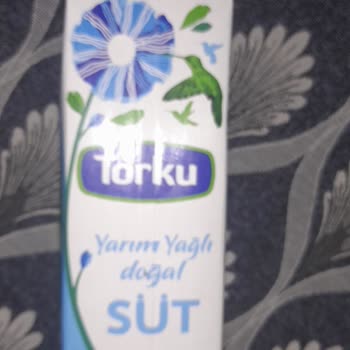 Torku
Yarım Yağlı
doğal
SÜT